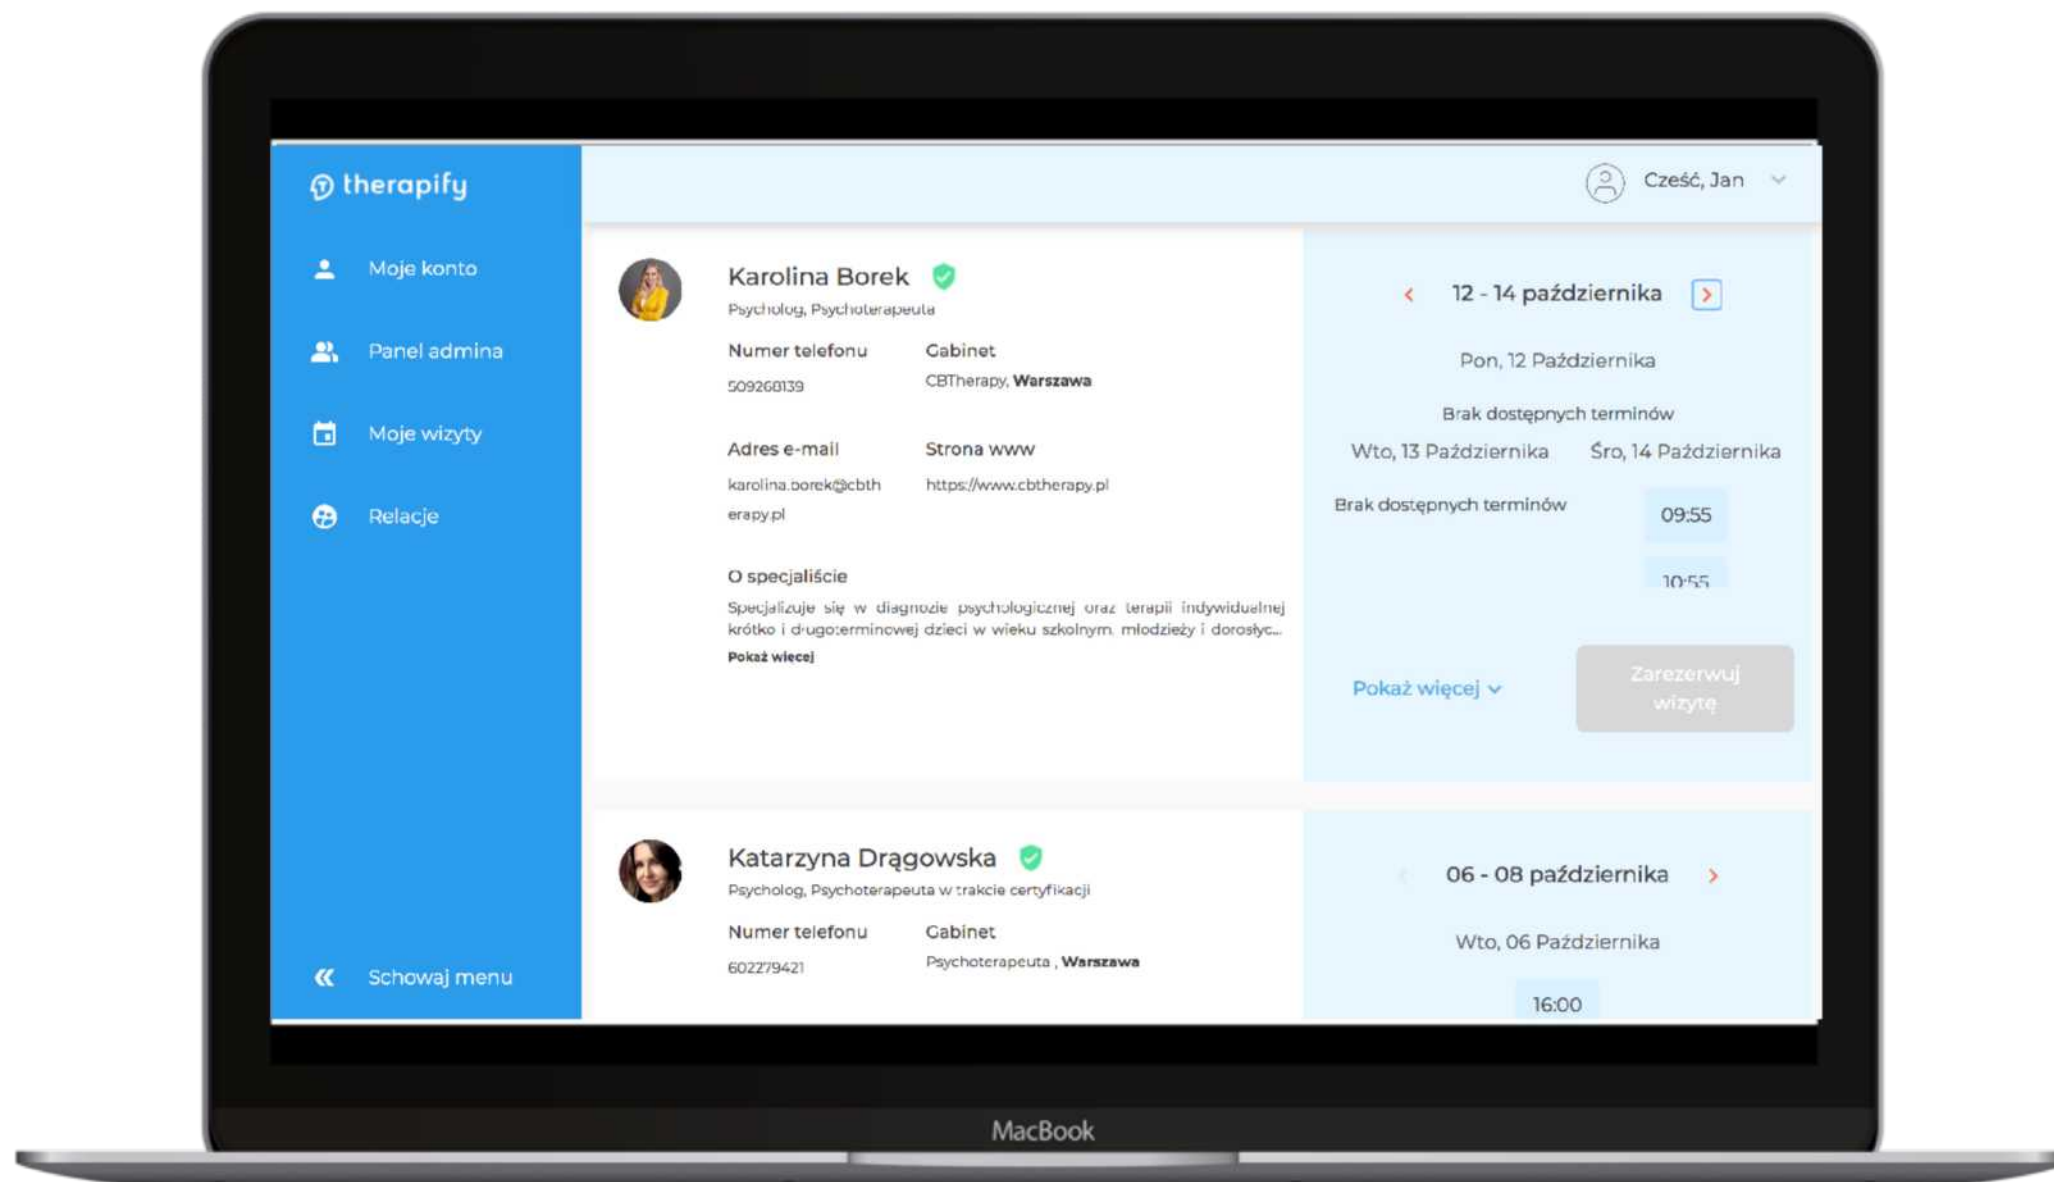 therapify
Cześć, Jan
Moje konto
Panel admina
Moje wizyty
Relacje
Schowaj menu
Karolina Borek
Psycholog, Psychoterapeuta
Numer telefonu
Gabinet
509268139
CBTherapy, Warszawa
Adres e-mail
Strona www
karolina.borek@cbth
erapy.pl
https://www.cbtherapy.pl
O specjaliście
Specjalizuje się w diagnozie psychologicznej oraz terapii indywidualnej
krótko i długoterminowej dzieci w wieku szkolnym, młodzieży i dorosłyc...
Pokaż więcej
12 - 14 października
Pon, 12 Października
Brak dostępnych terminów
Wto, 13 Października
Śro, 14 Października
Brak dostępnych terminów
09:55
10:55
Pokaż więcej
Zarezerwuj
wizytę
Katarzyna Drągowska
Psycholog, Psychoterapeuta w trakcie certyfikacji
Numer telefonu
Gabinet
602279421
Psychoterapeuta , Warszawa
06 - 08 października
Wto, 06 Października
16:00
MacBook